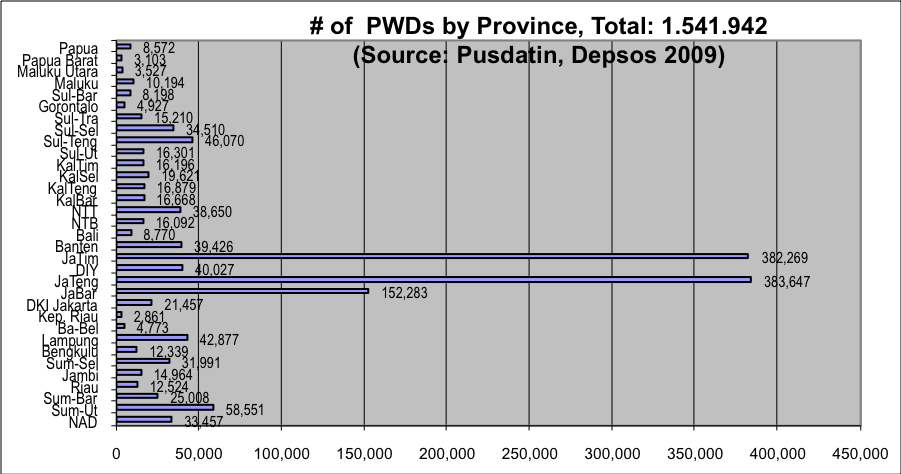 # of PWDs by Province, Total: 1.541.942
(Source: Pusdatin, Depsos 2009)
Papua 8,572
Papua Barat 3,103
Maluku Utara 3,527
Maluku 10,194
Sul-Bar 8,198
Gorontalo 4,927
Sul-Tra 15,210
Sul-Sel 34,510
Sul-Teng 46,070
Sul-Ut 16,301
KalTim 16,196
KalSel 19,621
KalTeng 16,879
KalBar 16,668
NTT 38,650
NTB 16,092
Bali 8,770
Banten 39,426
JaTim 382,269
DIY 40,027
JaTeng 383,647
JaBar 152,283
DKI Jakarta 21,457
Kep. Riau 2,861
Ba-Bel 4,773
Lampung 42,877
Bengkulu 12,339
Sum-Sel 31,991
Jambi 14,964
Riau 12,524
Sum-Bar 25,008
Sum-Ut 58,551
NAD 33,457
0 50,000 100,000 150,000 200,000 250,000 300,000 350,000 400,000 450,000